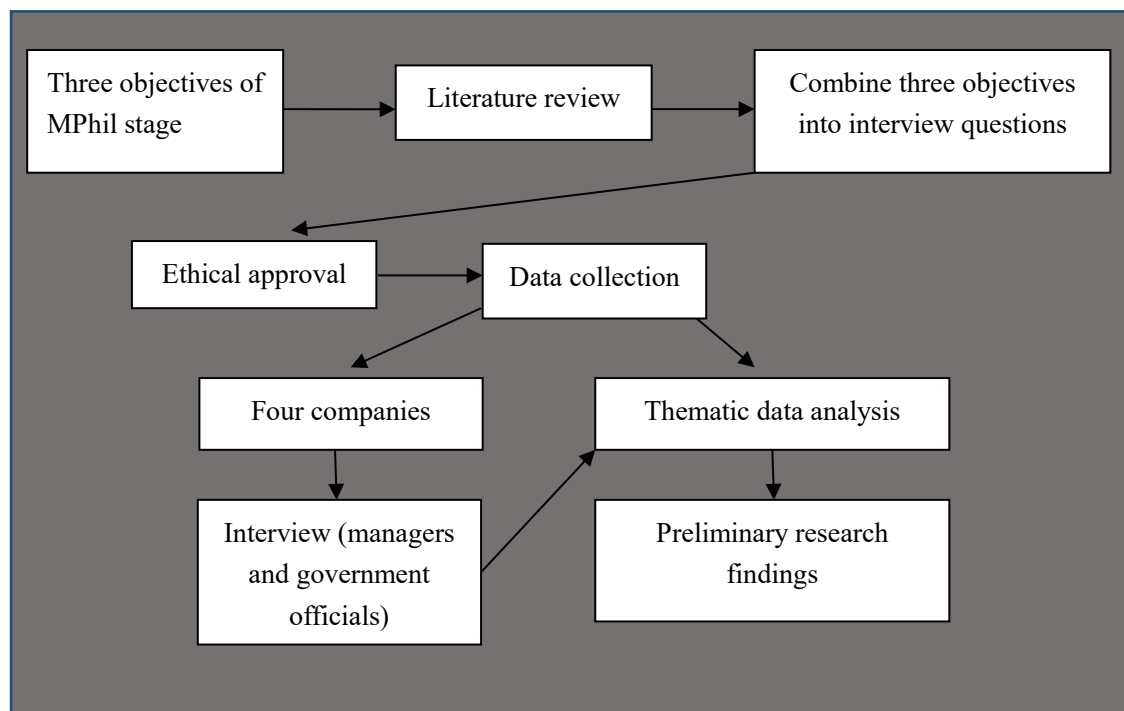 Three objectives of
MPhil stage
Literature review
Combine three objectives
into interview questions
Ethical approval
Data collection
Four companies
Thematic data analysis
Interview (managers
and government
officials)
Preliminary research
findings